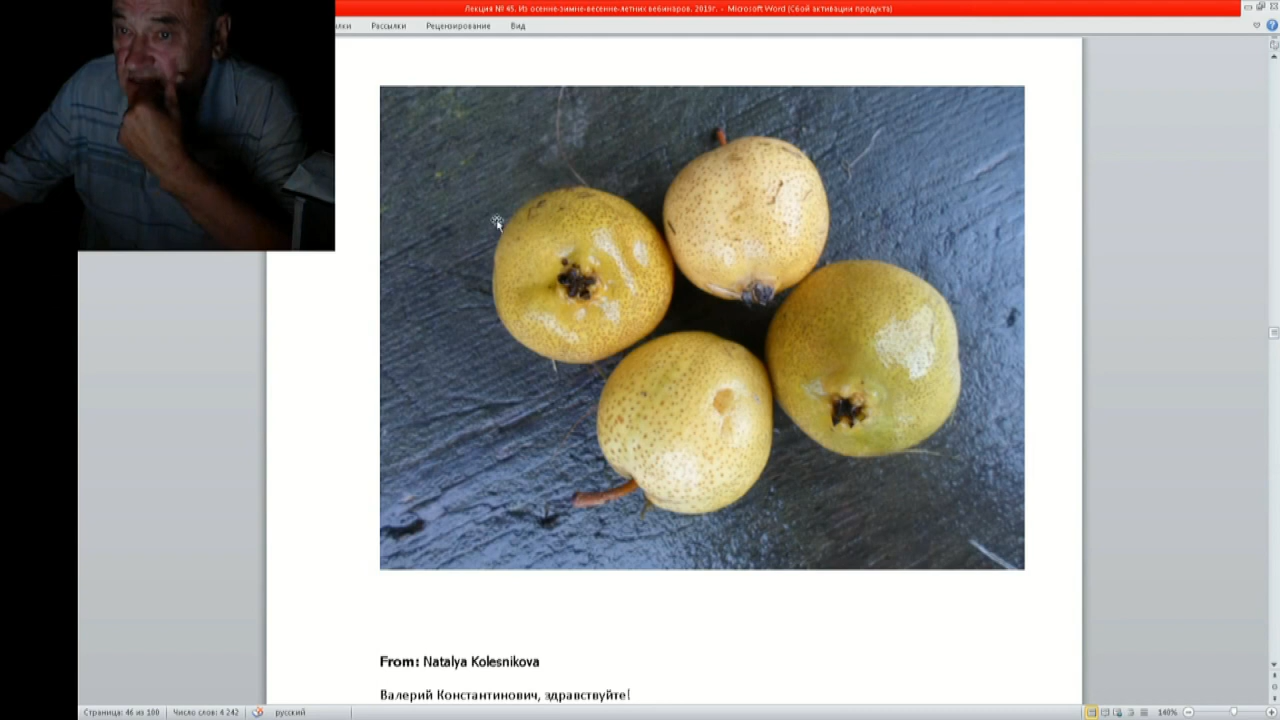 Лекция № 45. Из осенне-зимне-весенне-летних вебинаров. 2019г. - Microsoft Word (Сбой активации продукта)
Рассылки Рецензирование Вид
From: Natalya Kolesnikova
Валерий Константинович, здравствуйте!
Страница: 46 из 100 Число слов: 4 242 русский 140%